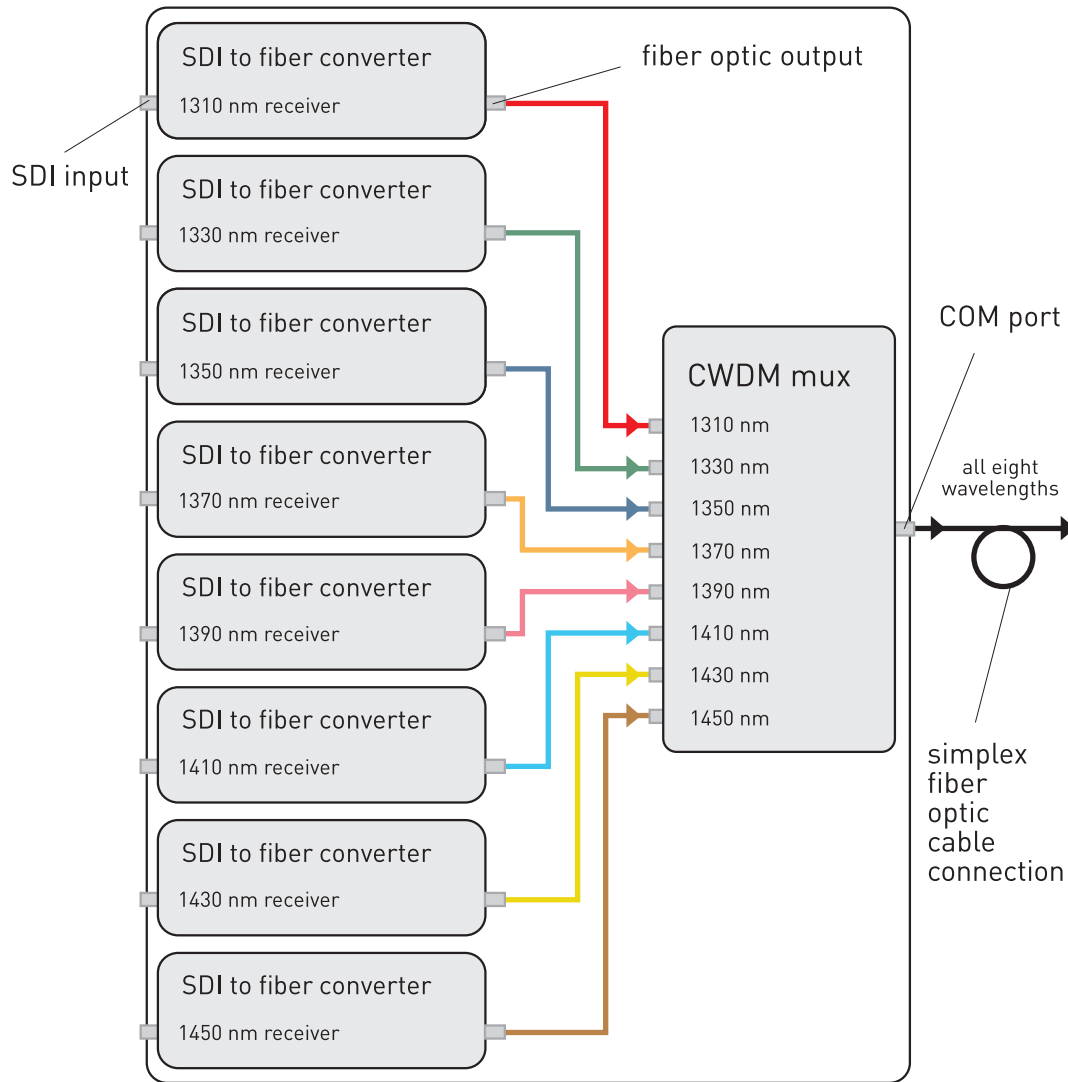 SDI to fiber converter
1310 nm receiver
fiber optic output
SDI input
SDI to fiber converter
1330 nm receiver
SDI to fiber converter
1350 nm receiver
SDI to fiber converter
1370 nm receiver
SDI to fiber converter
1390 nm receiver
SDI to fiber converter
1410 nm receiver
SDI to fiber converter
1430 nm receiver
SDI to fiber converter
1450 nm receiver
CWDM mux
1310 nm
1330 nm
1350 nm
1370 nm
1390 nm
1410 nm
1430 nm
1450 nm
COM port
all eight
wavelengths
simplex
fiber
optic
cable
connection